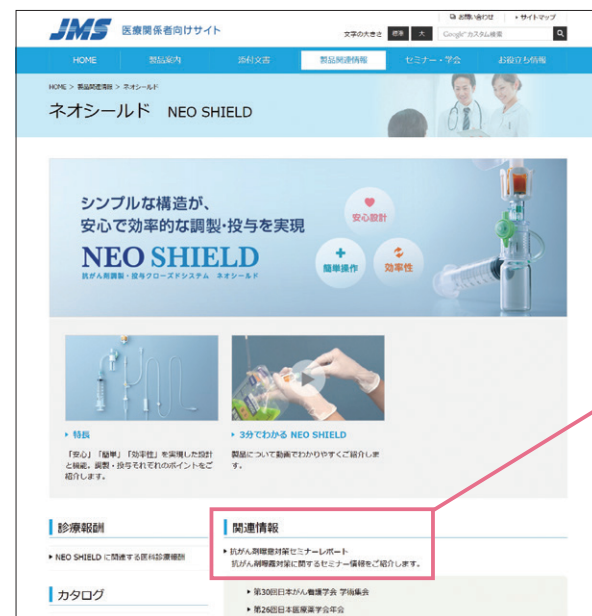 JMS 医療関係者向けサイト
お問い合わせ サイトマップ
文字の大きさ 標準 大 Google カスタム検索
HOME 製品案内 添付文書 製品関連情報 セミナー・学会 お役立ち情報
HOME > 製品関連情報 > ネオシールド
ネオシールド NEO SHIELD
シンプルな構造が、
安心で効率的な調製・投与を実現
NEO SHIELD
抗がん剤調製・投与クローズドシステム ネオシールド
安心設計
簡単操作
効率性
特長
「安心」「簡単」「効率性」を実現した設計
と機能。調製・投与それぞれのポイントをご
紹介します。
3分でわかる NEO SHIELD
製品について動画でわかりやすくご紹介しま
す。
診療報酬
NEO SHIELD に関連する医科診療報酬
カタログ
関連情報
抗がん剤曝露対策セミナーレポート
抗がん剤曝露対策に関するセミナー情報をご紹介します。
第30回日本がん看護学会 学術集会
第26回日本医療薬学会年会